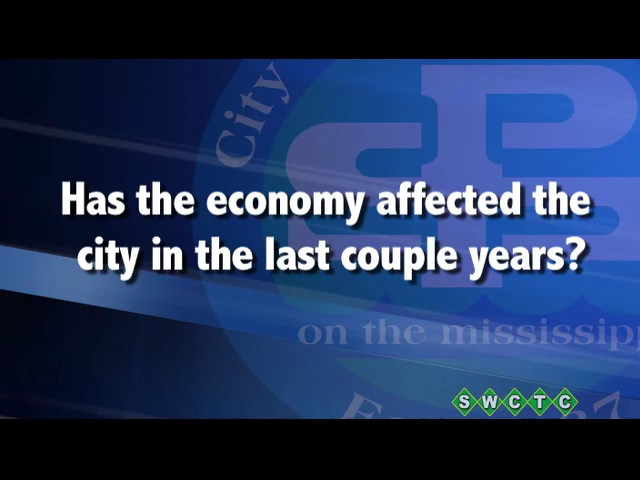 City
Has the economy affected the
city in the last couple years?
on the mississipp
SWCTC